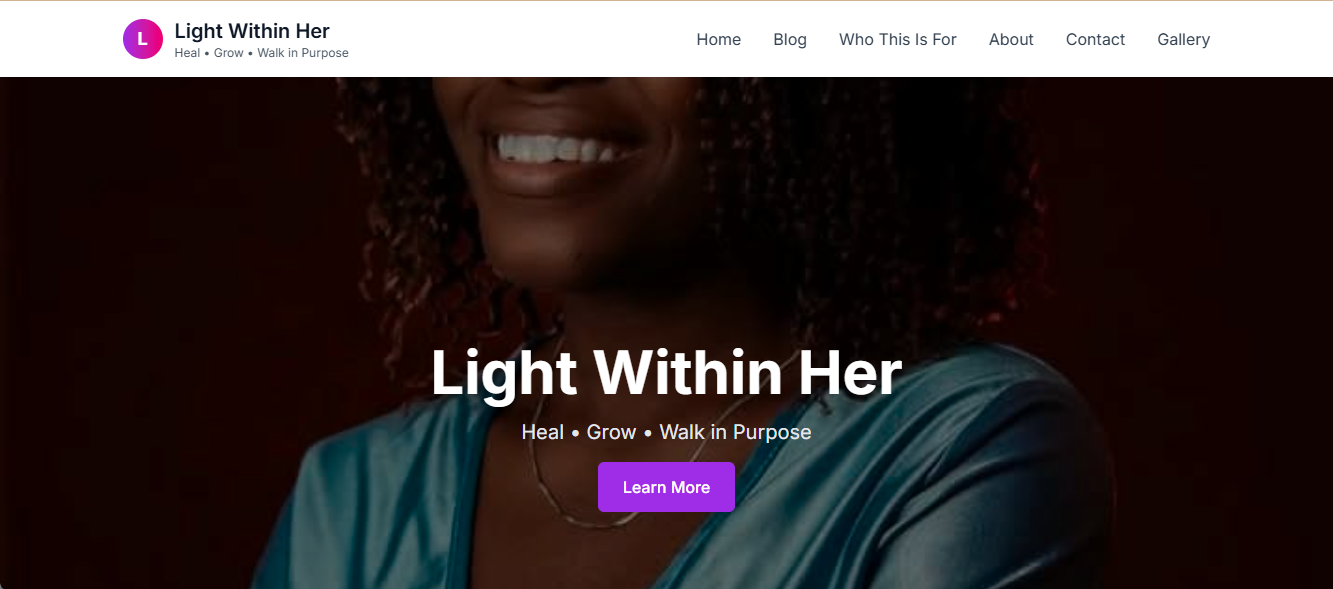 L
Light Within Her
Heal • Grow • Walk in Purpose
Home Blog Who This Is For About Contact Gallery
Light Within Her
Heal • Grow • Walk in Purpose
Learn More